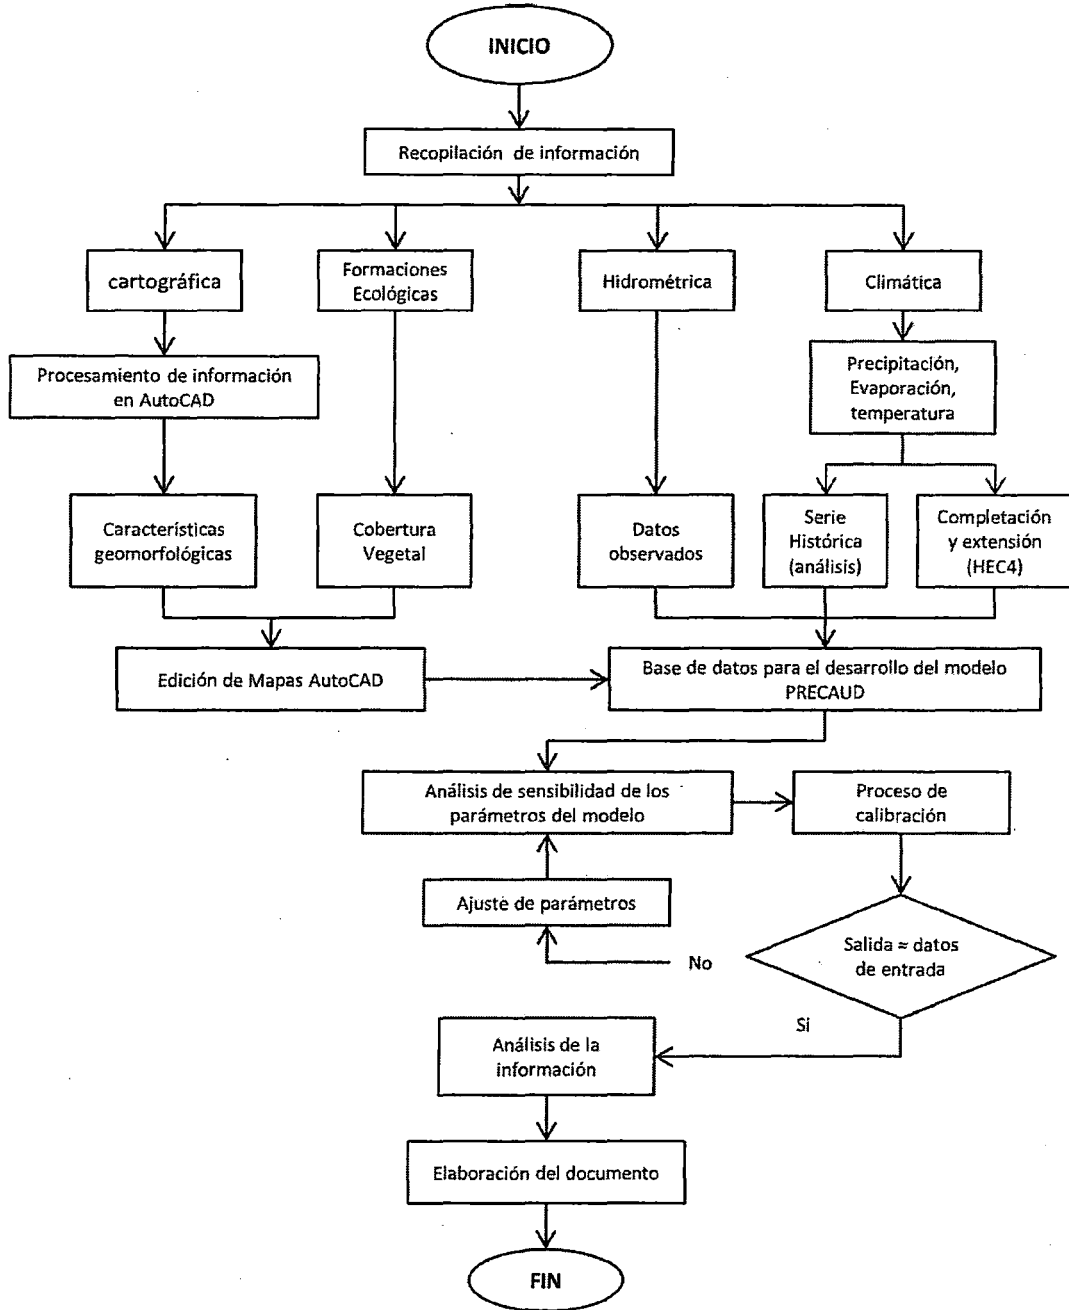 INICIO
Recopilación de información
cartográfica
Formaciones
Ecológicas
Hidrométrica
Climática
Procesamiento de información
en AutoCAD
Precipitación,
Evaporación,
temperatura
Características
geomorfológicas
Cobertura
Vegetal
Datos
observados
Serie
Histórica
(análisis)
Completación
y extensión
(HEC4)
Edición de Mapas AutoCAD
Base de datos para el desarrollo del modelo
PRECAUD
Análisis de sensibilidad de los
parámetros del modelo
Proceso de
calibración
Ajuste de parámetros
No
Salida = datos
de entrada
Si
Análisis de la
información
Elaboración del documento
FIN